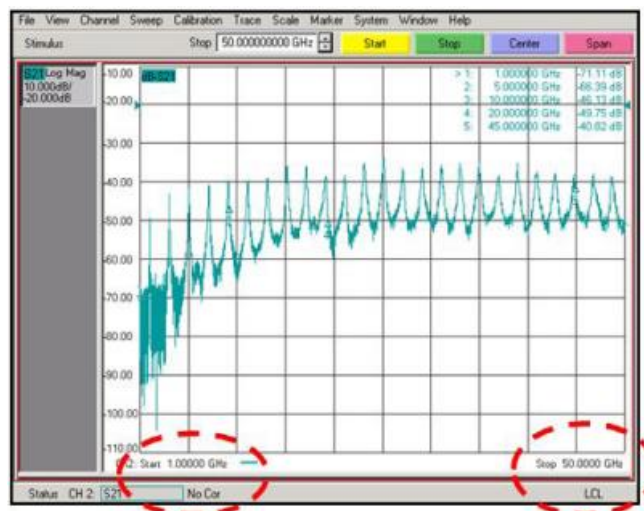 File View Channel Sweep Calibration Trace Scale Marker System Window Help
Stimulus Stop 50.000000000 GHz Start Stop Center Span
S21 Log Mag
10.000dB/
-20.000dB
-10.00
-20.00
-30.00
-40.00
-50.00
-60.00
-70.00
-80.00
-90.00
-100.00
-110.00
dB-S21
> 1: 1.000000 GHz -71.11 dB
2: 5.000000 GHz -66.39 dB
3: 10.000000 GHz -46.13 dB
4: 20.000000 GHz -49.75 dB
5: 45.000000 GHz -40.82 dB
Start 1.00000 GHz Stop 50.0000 GHz
Status CH 2: S21 No Cor LCL